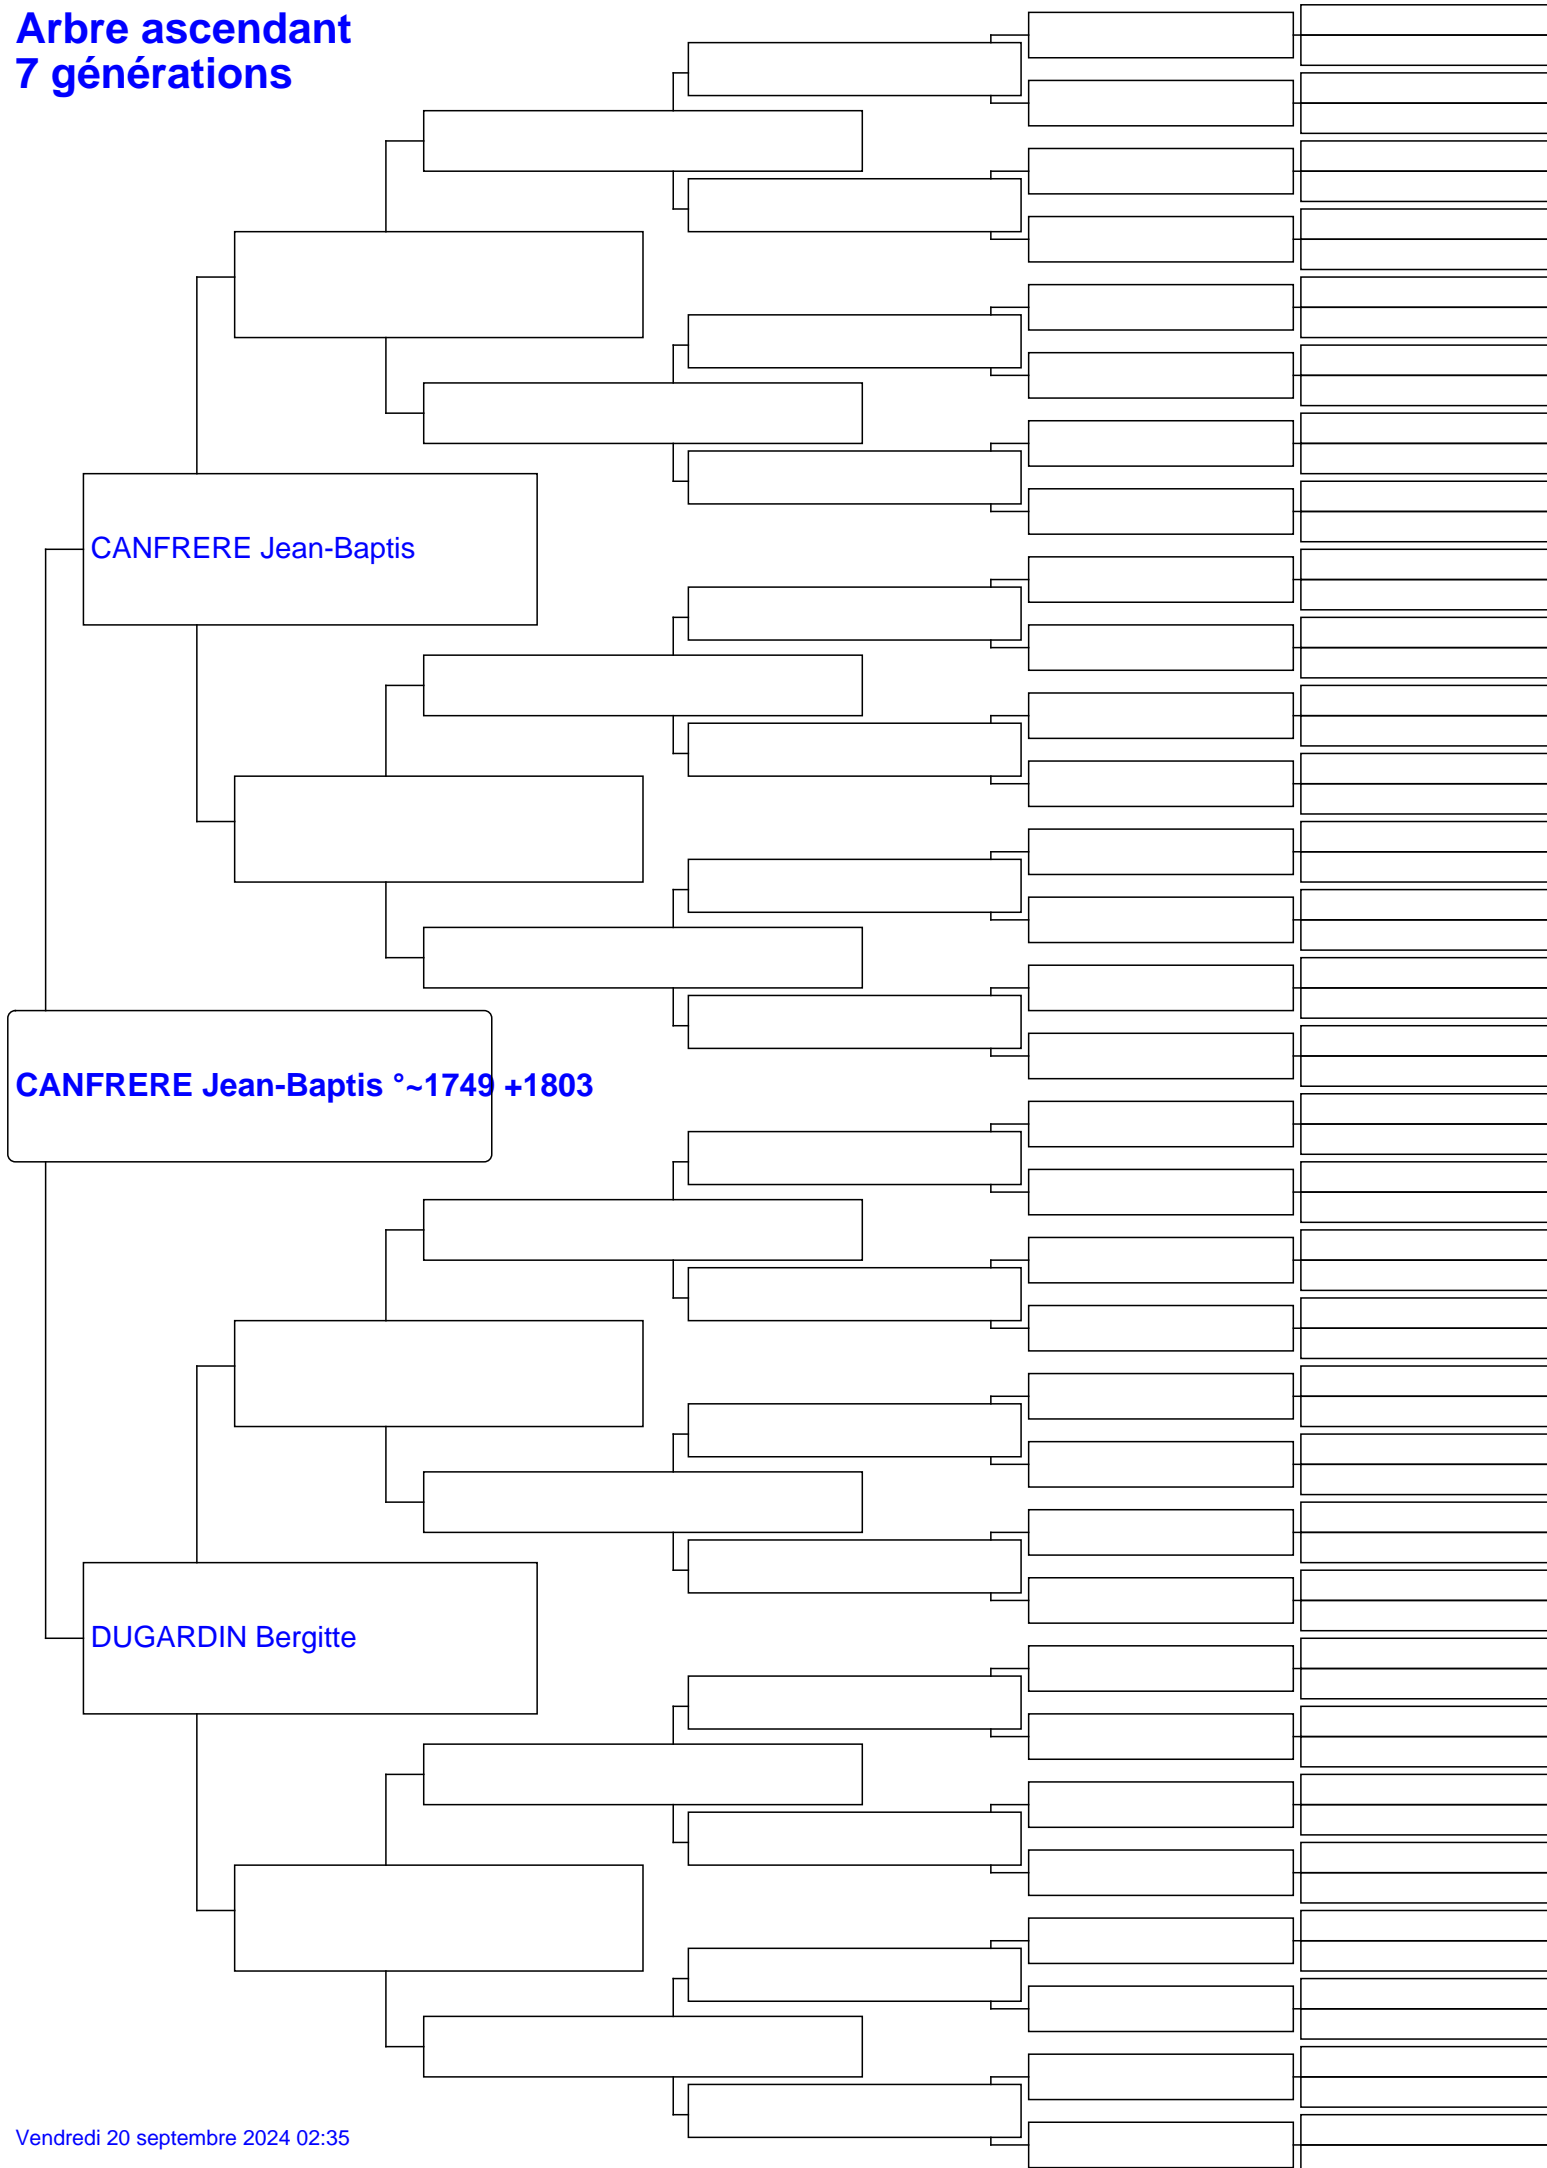 Arbre ascendant
7 générations
CANFRERE Jean-Baptis
CANFRERE Jean-Baptis °~1749 +1803
DUGARDIN Bergitte
Vendredi 20 septembre 2024 02:35